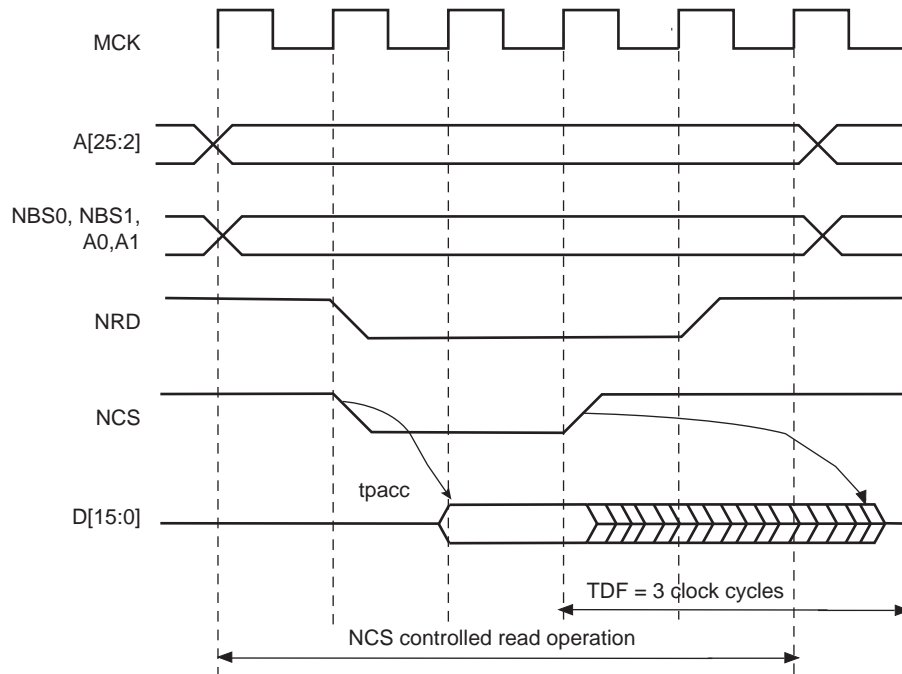 MCK
A[25:2]
NBS0, NBS1,
A0,A1
NRD
NCS
tpacc
D[15:0]
TDF = 3 clock cycles
NCS controlled read operation